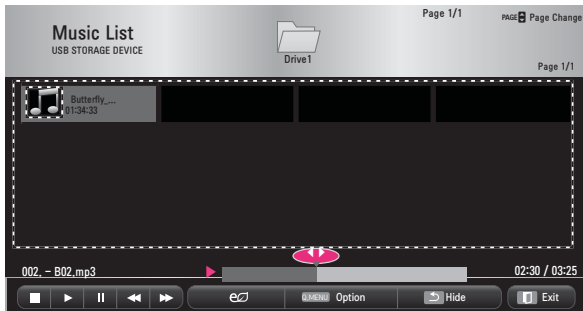 Page 1/1
PAGE Page Change
Music List
USB STORAGE DEVICE
Drive1
Page 1/1
Butterfly_...
01:34:33
002, - B02,mp3
02:30 / 03:25
Q.MENU Option
Hide
Exit